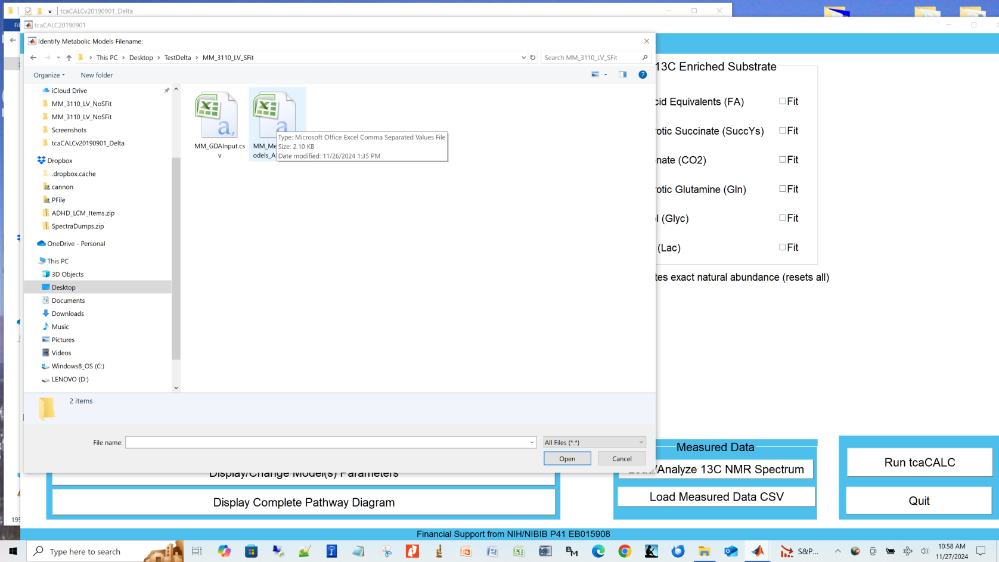 tcaCALCv20190901_Delta
tcaCALC20190901
Identify Metabolic Models Filename:
This PC
Desktop
TestDelta
MM_3110_LV_SFit
Search MM_3110_LV_SFit
Organize
New folder
iCloud Drive
MM_3110_LV_NoSFit
MM_3110_LV_NoSFit
Screenshots
tcaCALCv20190901_Delta
Dropbox
.dropbox.cache
cannon
PFile
ADHD_LCM_Items.zip
SpectraDumps.zip
OneDrive - Personal
This PC
3D Objects
Desktop
Documents
Downloads
Music
Pictures
Videos
Windows8_OS (C:)
LENOVO (D:)
MM_GDAInput.cs
v
MM_Me
odels_A
Type: Microsoft Office Excel Comma Separated Values File
Size: 2.10 KB
Date modified: 11/26/2024 1:35 PM
2 items
File name:
All Files (*.*)
Open
Cancel
13C Enriched Substrate
cid Equivalents (FA)
Fit
otic Succinate (SuccYs)
Fit
nate (CO2)
Fit
otic Glutamine (Gln)
Fit
(Glyc)
Fit
(Lac)
Fit
tes exact natural abundance (resets all)
Display/Change Model(s) Parameters
Display Complete Pathway Diagram
Measured Data
Load/Analyze 13C NMR Spectrum
Load Measured Data CSV
Run tcaCALC
Quit
195
Financial Support from NIH/NIBIB P41 EB015908
Type here to search
S&P...
10:58 AM
11/27/2024